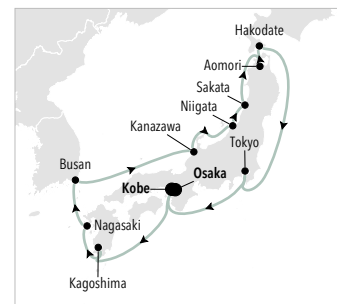 Hakodate
Aomori
Sakata
Niigata
Kanazawa
Tokyo
Busan
Kobe
Osaka
Nagasaki
Kagoshima